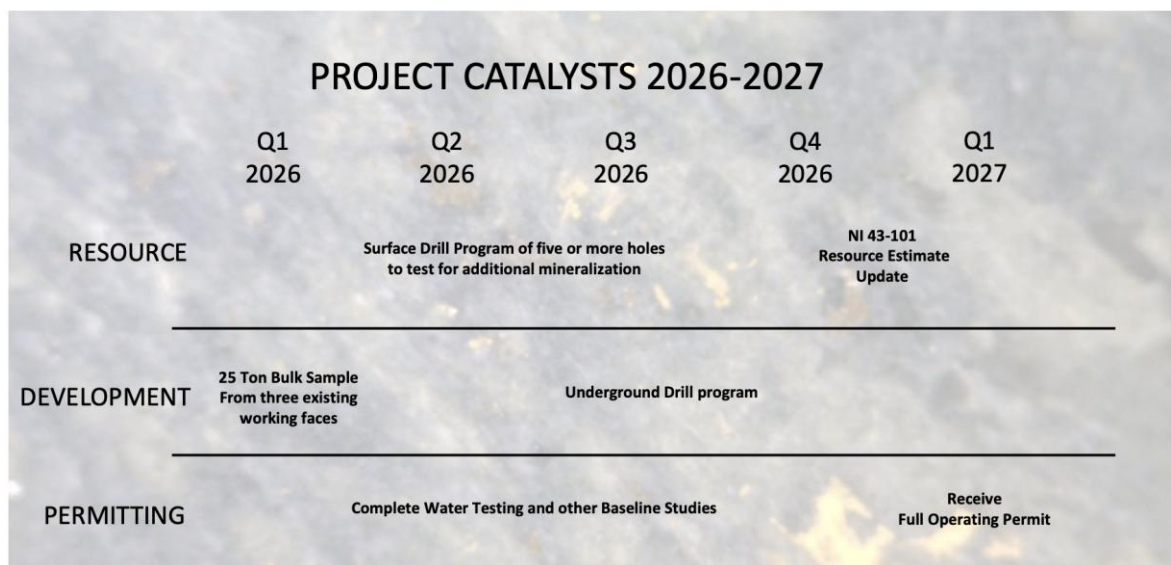 PROJECT CATALYSTS 2026-2027
Q1 2026
Q2 2026
Q3 2026
Q4 2026
Q1 2027
RESOURCE
Surface Drill Program of five or more holes
to test for additional mineralization
NI 43-101
Resource Estimate
Update
DEVELOPMENT
25 Ton Bulk Sample
From three existing
working faces
Underground Drill program
PERMITTING
Complete Water Testing and other Baseline Studies
Receive
Full Operating Permit